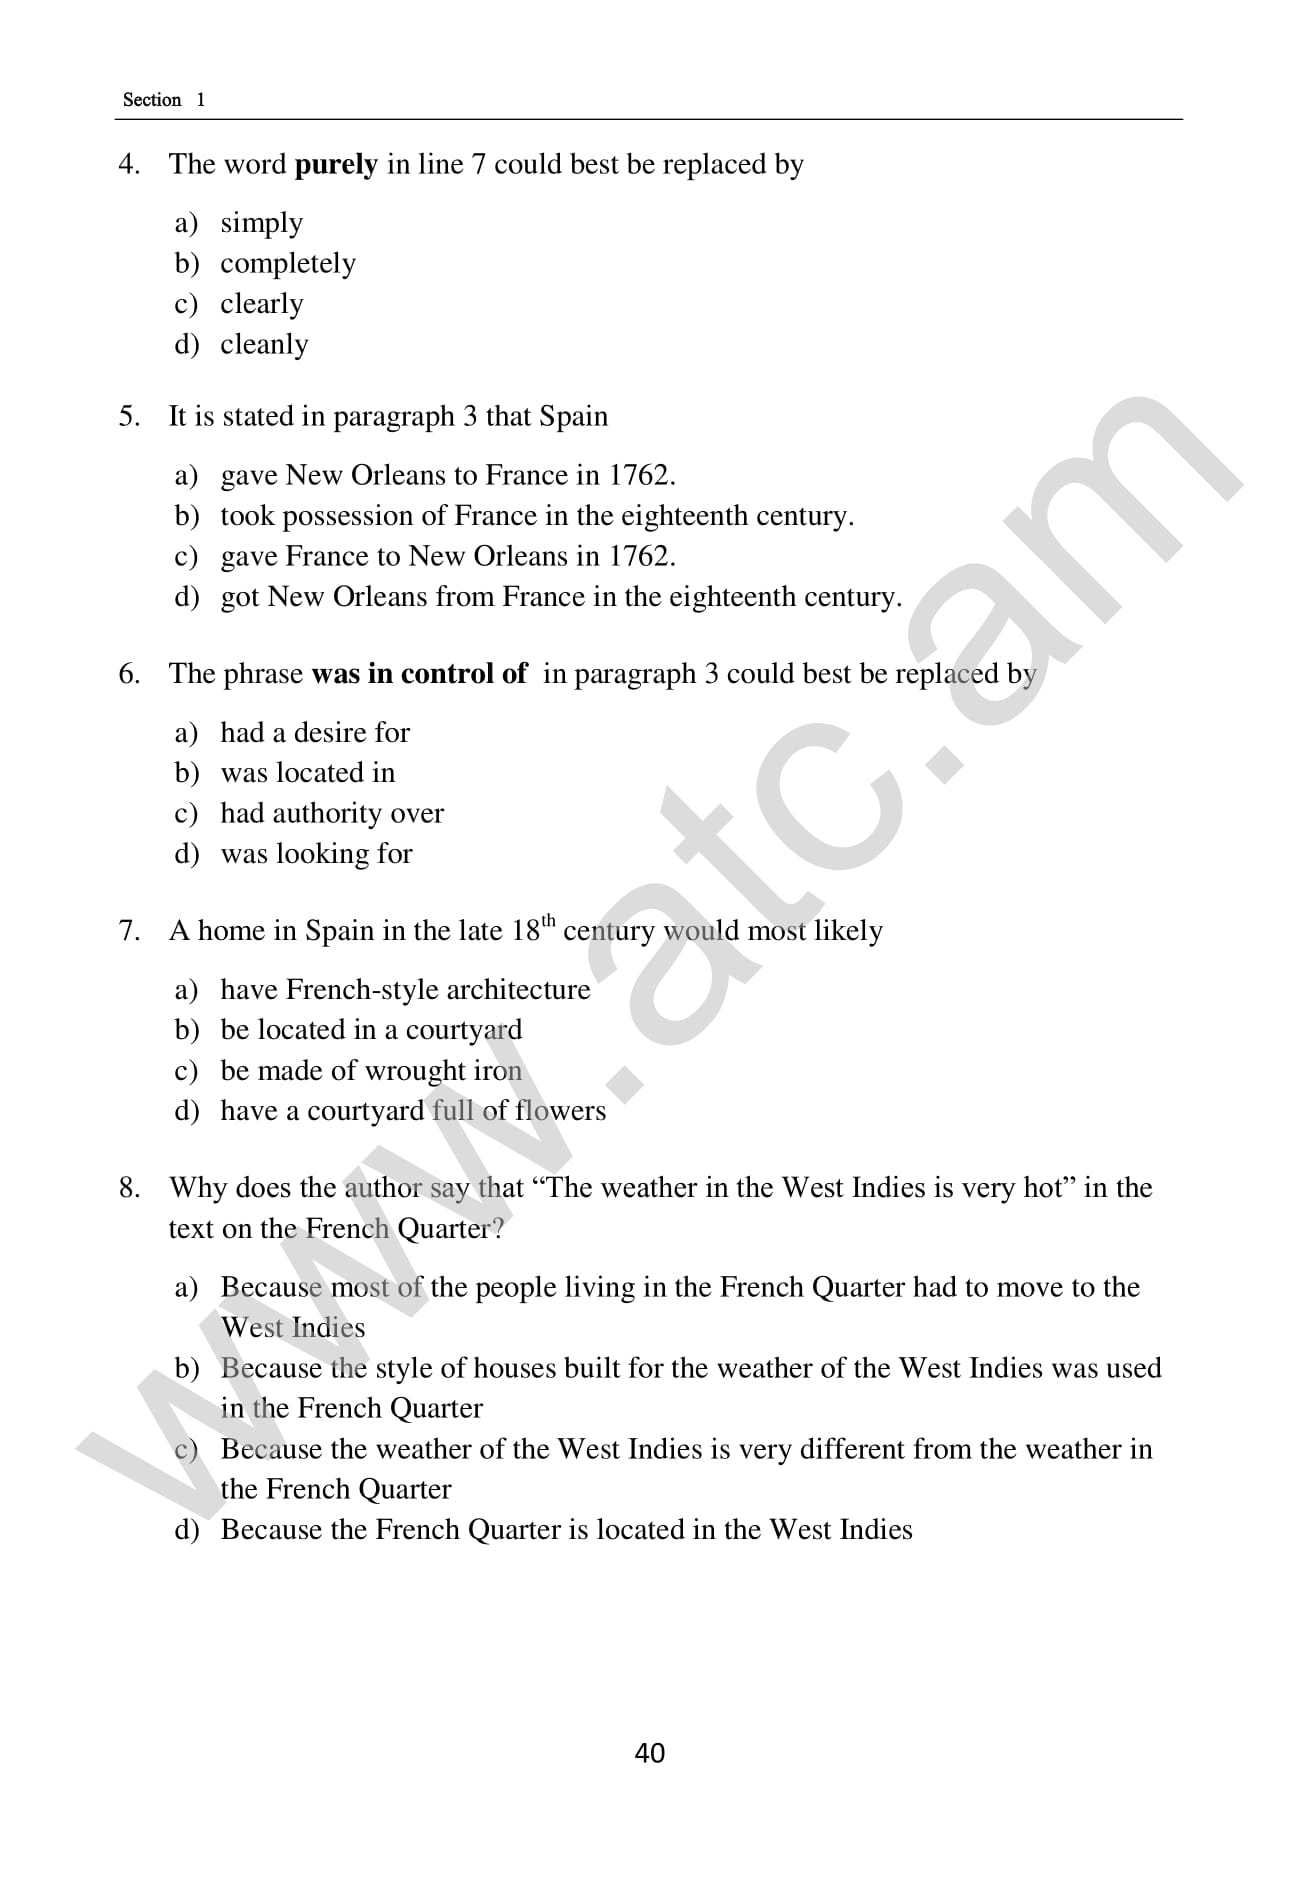 Section 1
4. The word purely in line 7 could best be replaced by
a) simply
b) completely
c) clearly
d) cleanly
5. It is stated in paragraph 3 that Spain
a) gave New Orleans to France in 1762.
b) took possession of France in the eighteenth century.
c) gave France to New Orleans in 1762.
d) got New Orleans from France in the eighteenth century.
6. The phrase was in control of in paragraph 3 could best be replaced by
a) had a desire for
b) was located in
c) had authority over
d) was looking for
7. A home in Spain in the late 18th century would most likely
a) have French-style architecture
b) be located in a courtyard
c) be made of wrought iron
d) have a courtyard full of flowers
8. Why does the author say that “The weather in the West Indies is very hot” in the
text on the French Quarter?
a) Because most of the people living in the French Quarter had to move to the
West Indies
b) Because the style of houses built for the weather of the West Indies was used
in the French Quarter
c) Because the weather of the West Indies is very different from the weather in
the French Quarter
d) Because the French Quarter is located in the West Indies
40
www.atc.am